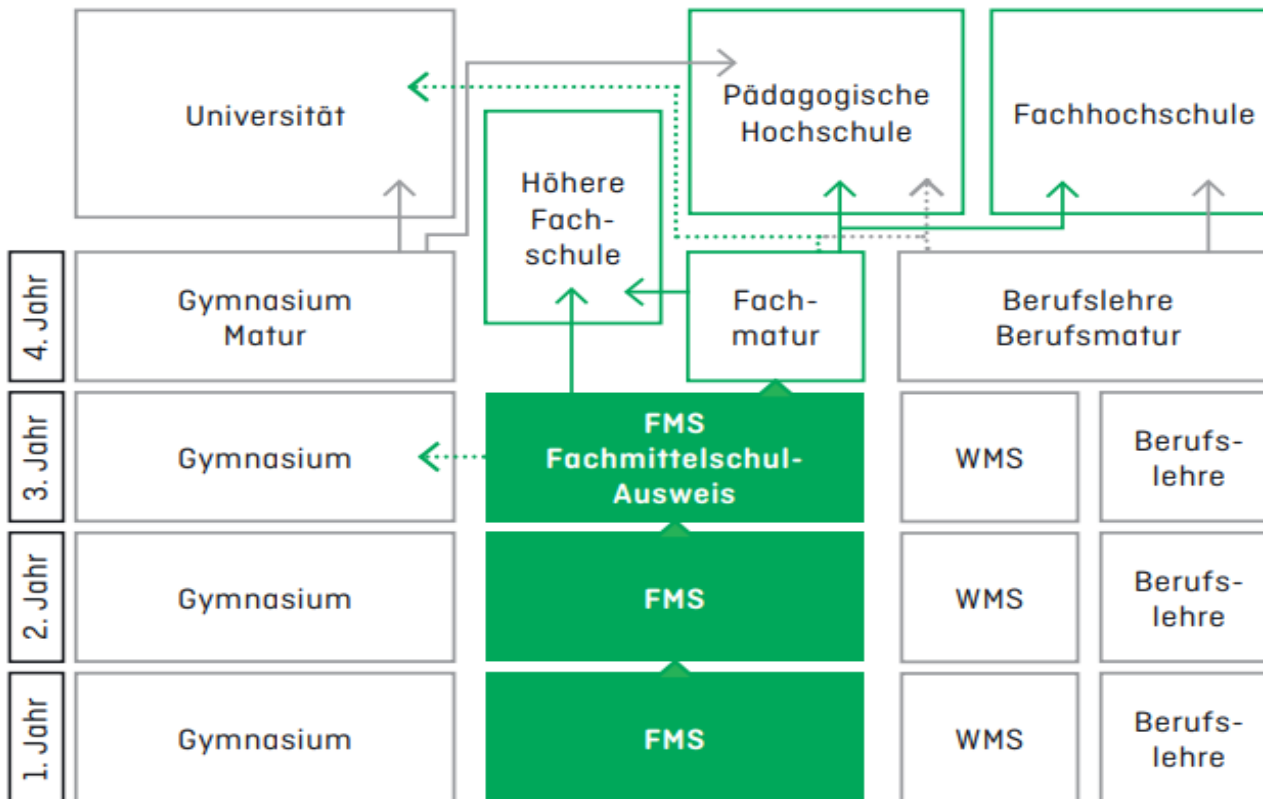 Universität
Pädagogische
Hochschule
Fachhochschule
Höhere
Fach-
schule
4. Jahr
Gymnasium
Matur
Fach-
matur
Berufslehre
Berufsmatur
3. Jahr
Gymnasium
FMS
Fachmittelschul-
Ausweis
WMS
Berufs-
lehre
2. Jahr
Gymnasium
FMS
WMS
Berufs-
lehre
1. Jahr
Gymnasium
FMS
WMS
Berufs-
lehre